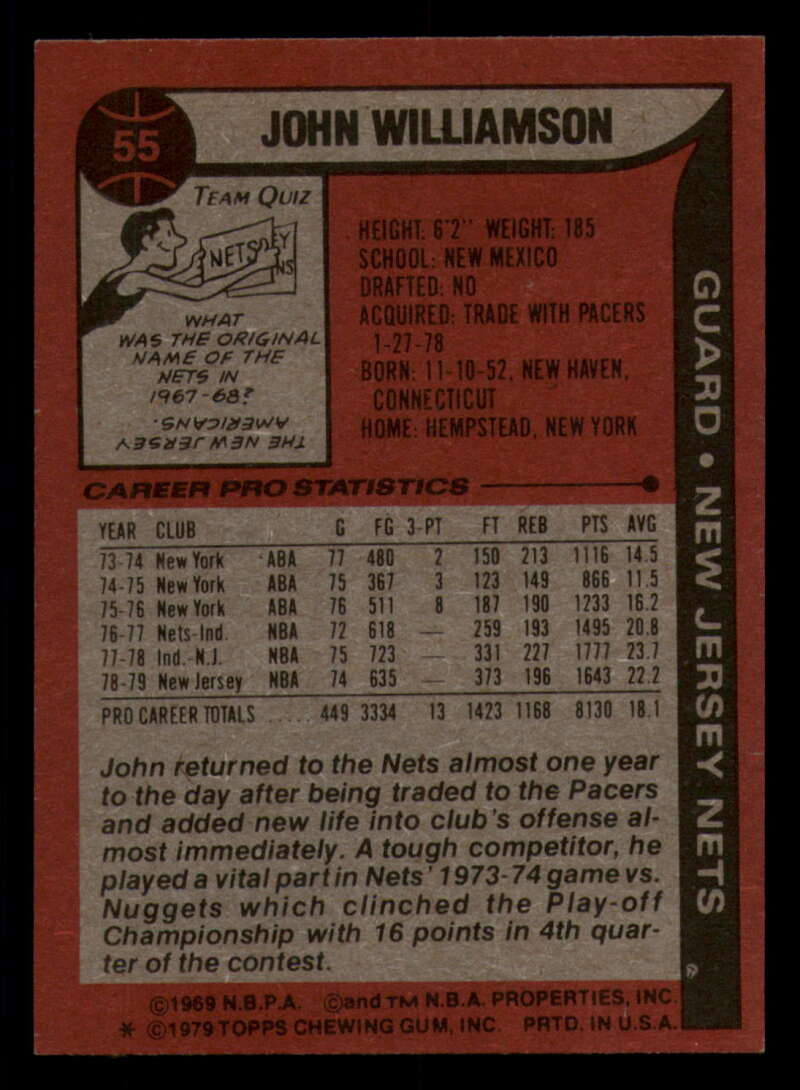 55
JOHN WILLIAMSON
TEAM QUIZ
NETS
WHAT
WAS THE ORIGINAL
NAME OF THE
NETS IN
1967-68?
THE NEW JERSEY
AMERICANS.
HEIGHT: 6'2" WEIGHT: 185
SCHOOL: NEW MEXICO
DRAFTED: NO
ACQUIRED: TRADE WITH PACERS
1-27-78
BORN: 11-10-52, NEW HAVEN,
CONNECTICUT
HOME: HEMPSTEAD, NEW YORK
GUARD • NEW JERSEY NETS
CAREER PRO STATISTICS
YEAR CLUB G FG 3-PT FT REB PTS AVG
73-74 New York ABA 77 480 2 150 213 1116 14.5
74-75 New York ABA 75 367 3 123 149 866 11.5
75-76 New York ABA 76 511 8 187 190 1233 16.2
76-77 Nets-Ind. NBA 72 618 — 259 193 1495 20.8
77-78 Ind.-N.J. NBA 75 723 — 331 227 1777 23.7
78-79 New Jersey NBA 74 635 — 373 196 1643 22.2
PRO CAREER TOTALS ..... 449 3334 13 1423 1168 8130 18.1
John returned to the Nets almost one year
to the day after being traded to the Pacers
and added new life into club's offense al-
most immediately. A tough competitor, he
played a vital part in Nets' 1973-74 game vs.
Nuggets which clinched the Play-off
Championship with 16 points in 4th quar-
ter of the contest.
©1969 N.B.P.A. ©and TM N.B.A. PROPERTIES, INC.
* ©1979 TOPPS CHEWING GUM, INC. PRTD. IN U.S.A.